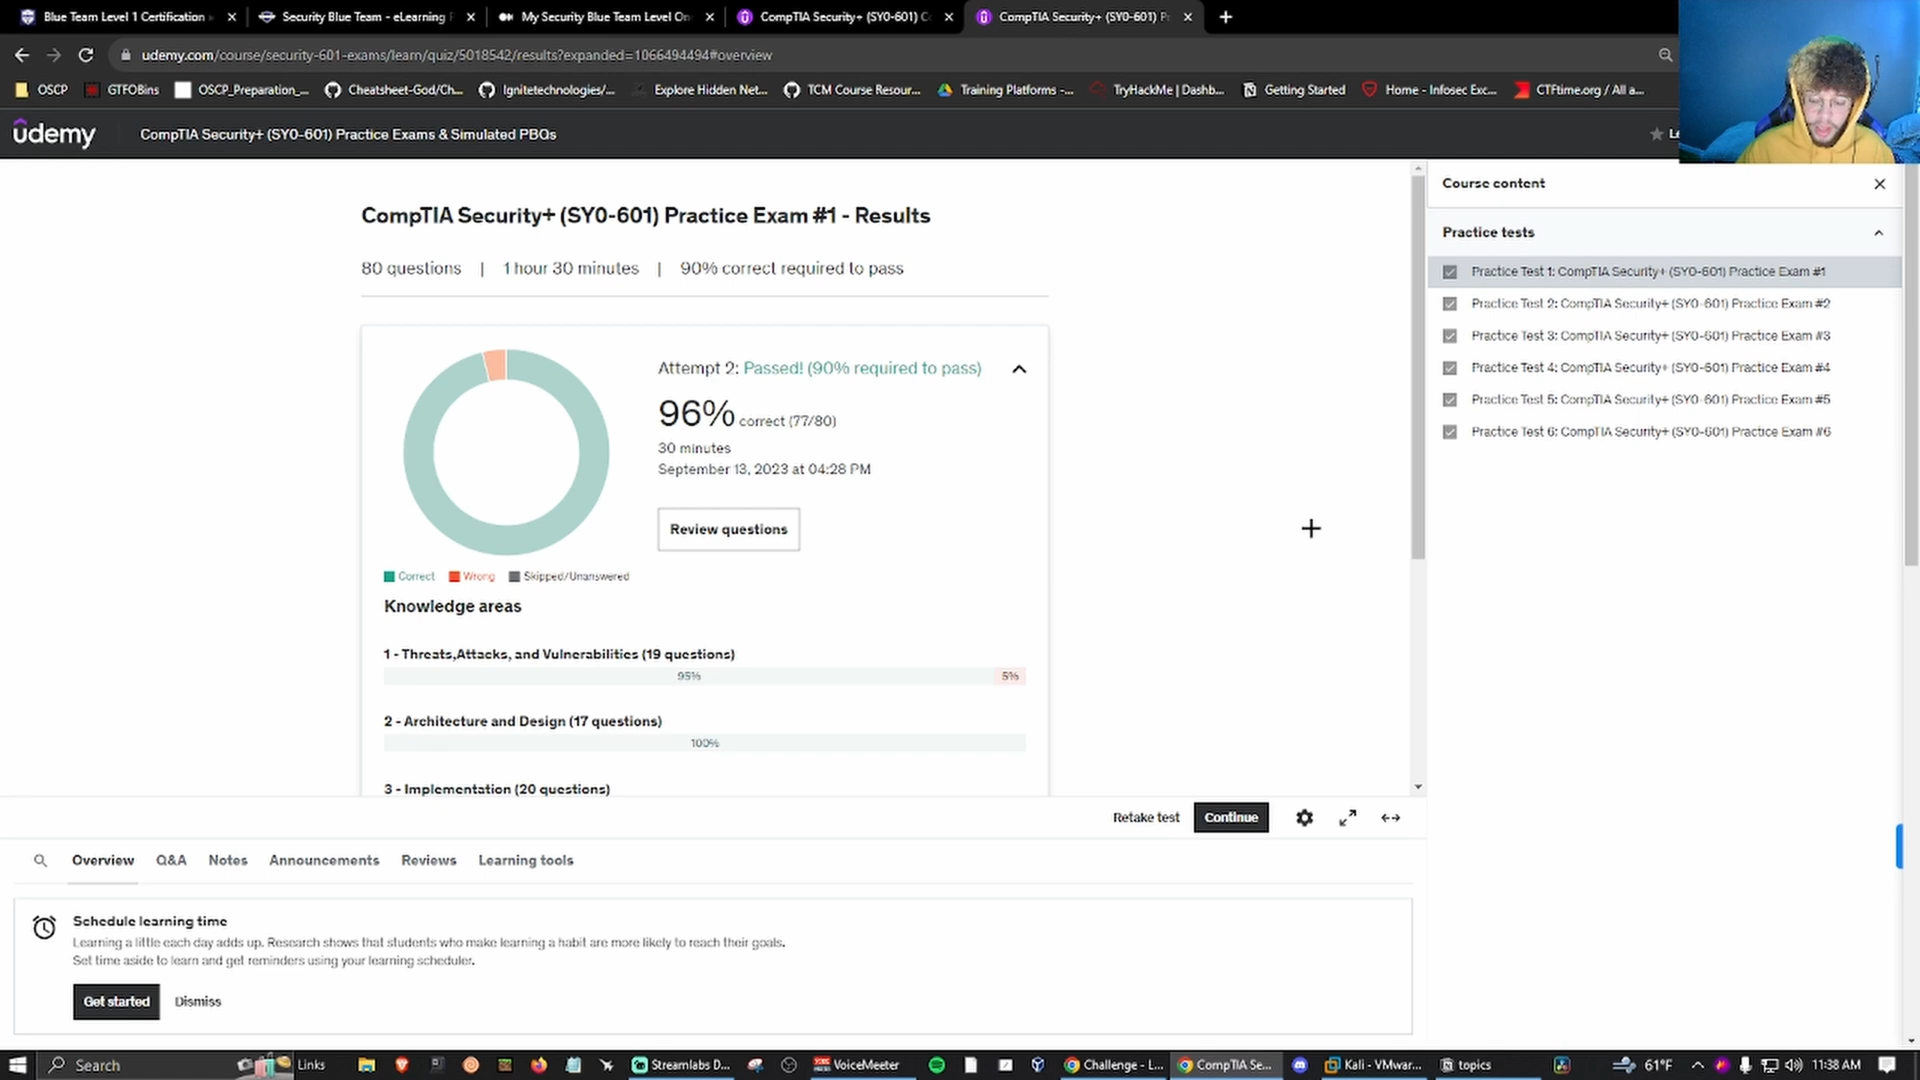 Blue Team Level 1 Certification
Security Blue Team - eLearning
My Security Blue Team Level On
CompTIA Security+ (SY0-601) C
CompTIA Security+ (SY0-601) P
udemy.com/course/security-601-exams/learn/quiz/5018542/results?expanded=1066494494#overview
OSCP
GTFOBins
OSCP_Preparation_...
Cheatsheet-God/Ch...
Ignitetechnologies/...
Explore Hidden Net...
TCM Course Resour...
Training Platforms -...
TryHackMe | Dashb...
Getting Started
Home - Infosec Exc...
CTFtime.org / All a...
udemy
CompTIA Security+ (SY0-601) Practice Exams & Simulated PBQs
Le
CompTIA Security+ (SY0-601) Practice Exam #1 - Results
80 questions | 1 hour 30 minutes | 90% correct required to pass
Attempt 2: Passed! (90% required to pass)
96% correct (77/80)
30 minutes
September 13, 2023 at 04:28 PM
Review questions
Correct
Wrong
Skipped/Unanswered
Knowledge areas
1 - Threats,Attacks, and Vulnerabilities (19 questions)
95%
5%
2 - Architecture and Design (17 questions)
100%
3 - Implementation (20 questions)
Course content
Practice tests
Practice Test 1: CompTIA Security+ (SY0-601) Practice Exam #1
Practice Test 2: CompTIA Security+ (SY0-601) Practice Exam #2
Practice Test 3: CompTIA Security+ (SY0-601) Practice Exam #3
Practice Test 4: CompTIA Security+ (SY0-601) Practice Exam #4
Practice Test 5: CompTIA Security+ (SY0-601) Practice Exam #5
Practice Test 6: CompTIA Security+ (SY0-601) Practice Exam #6
Retake test
Continue
Overview
Q&A
Notes
Announcements
Reviews
Learning tools
Schedule learning time
Learning a little each day adds up. Research shows that students who make learning a habit are more likely to reach their goals.
Set time aside to learn and get reminders using your learning scheduler.
Get started
Dismiss
Search
Links
Streamlabs D...
VoiceMeeter
Challenge - L...
CompTIA Se...
Kali - VMwar...
topics
61°F
11:38 AM